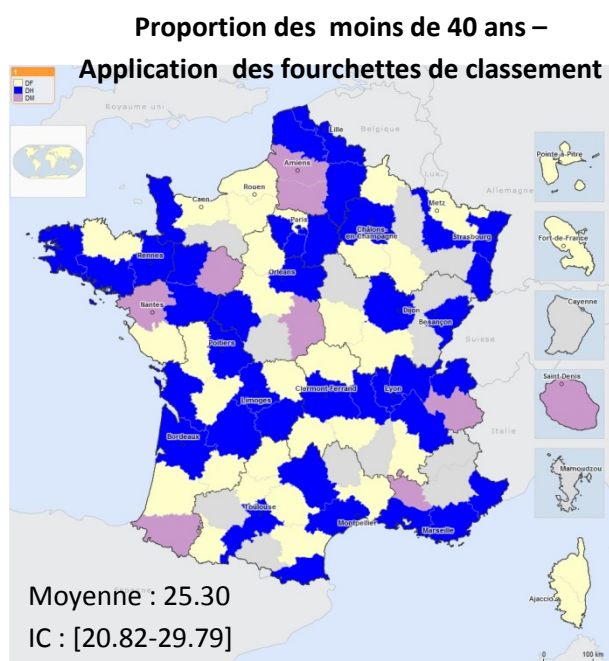 Proportion des moins de 40 ans –
Application des fourchettes de classement
1
DF
DH
DM
Royaume uni
Belgique
Lux.
Allemagne
Suisse
Italie
Lille
Amiens
Rouen
Caen
Paris
Metz
Châlons-
en-Champagne
Strasbourg
Rennes
Orléans
Nantes
Dijon
Besançon
Poitiers
Clermont-Ferrand
Lyon
Limoges
Bordeaux
Toulouse
Montpellier
Marseille
Ajaccio
Pointe-à-Pitre
Fort-de-France
Cayenne
Saint-Denis
Mamoudzou
Moyenne : 25.30
IC : [20.82-29.79]
0 100 km